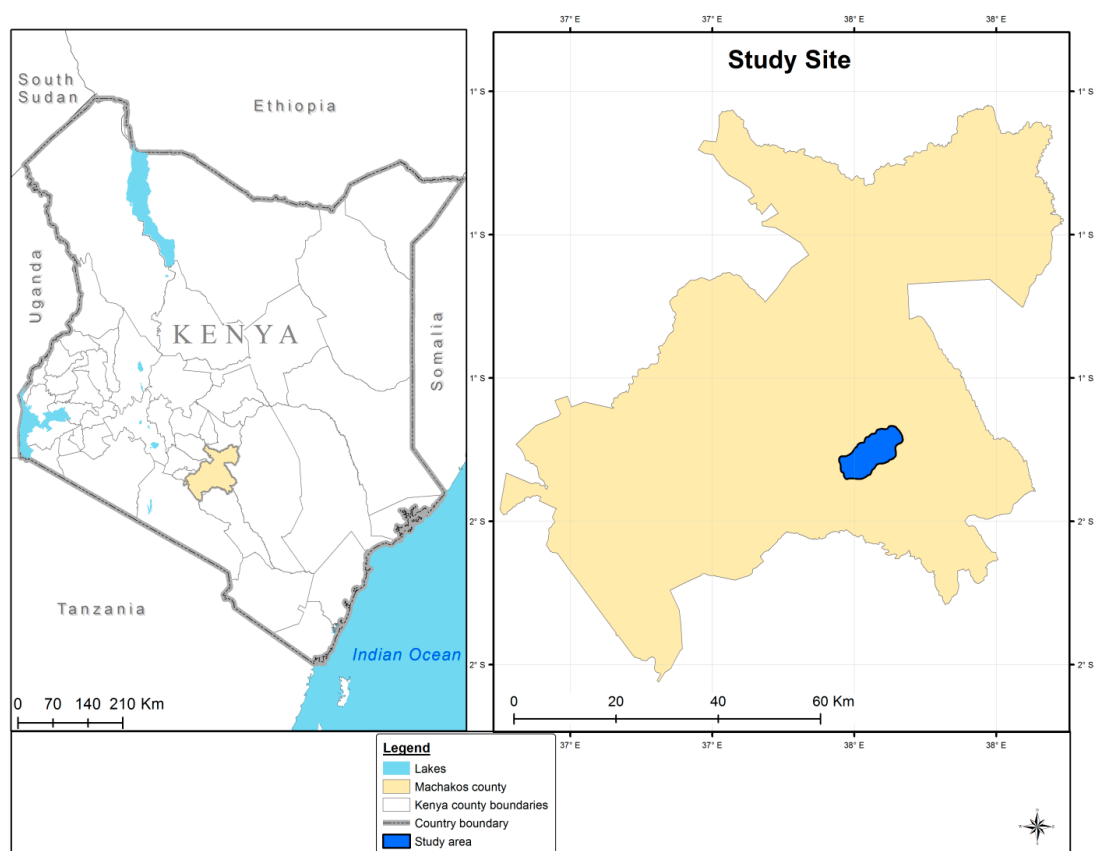 South
Sudan
Ethiopia
Uganda
KENYA
Somalia
Tanzania
Indian Ocean
0 70 140 210 Km
37° E 37° E 38° E 38° E
Study Site
1° S 1° S
1° S 1° S
1° S 1° S
2° S 2° S
2° S 2° S
0 20 40 60 Km
37° E 37° E 38° E 38° E
Legend
Lakes
Machakos county
Kenya county boundaries
Country boundary
Study area